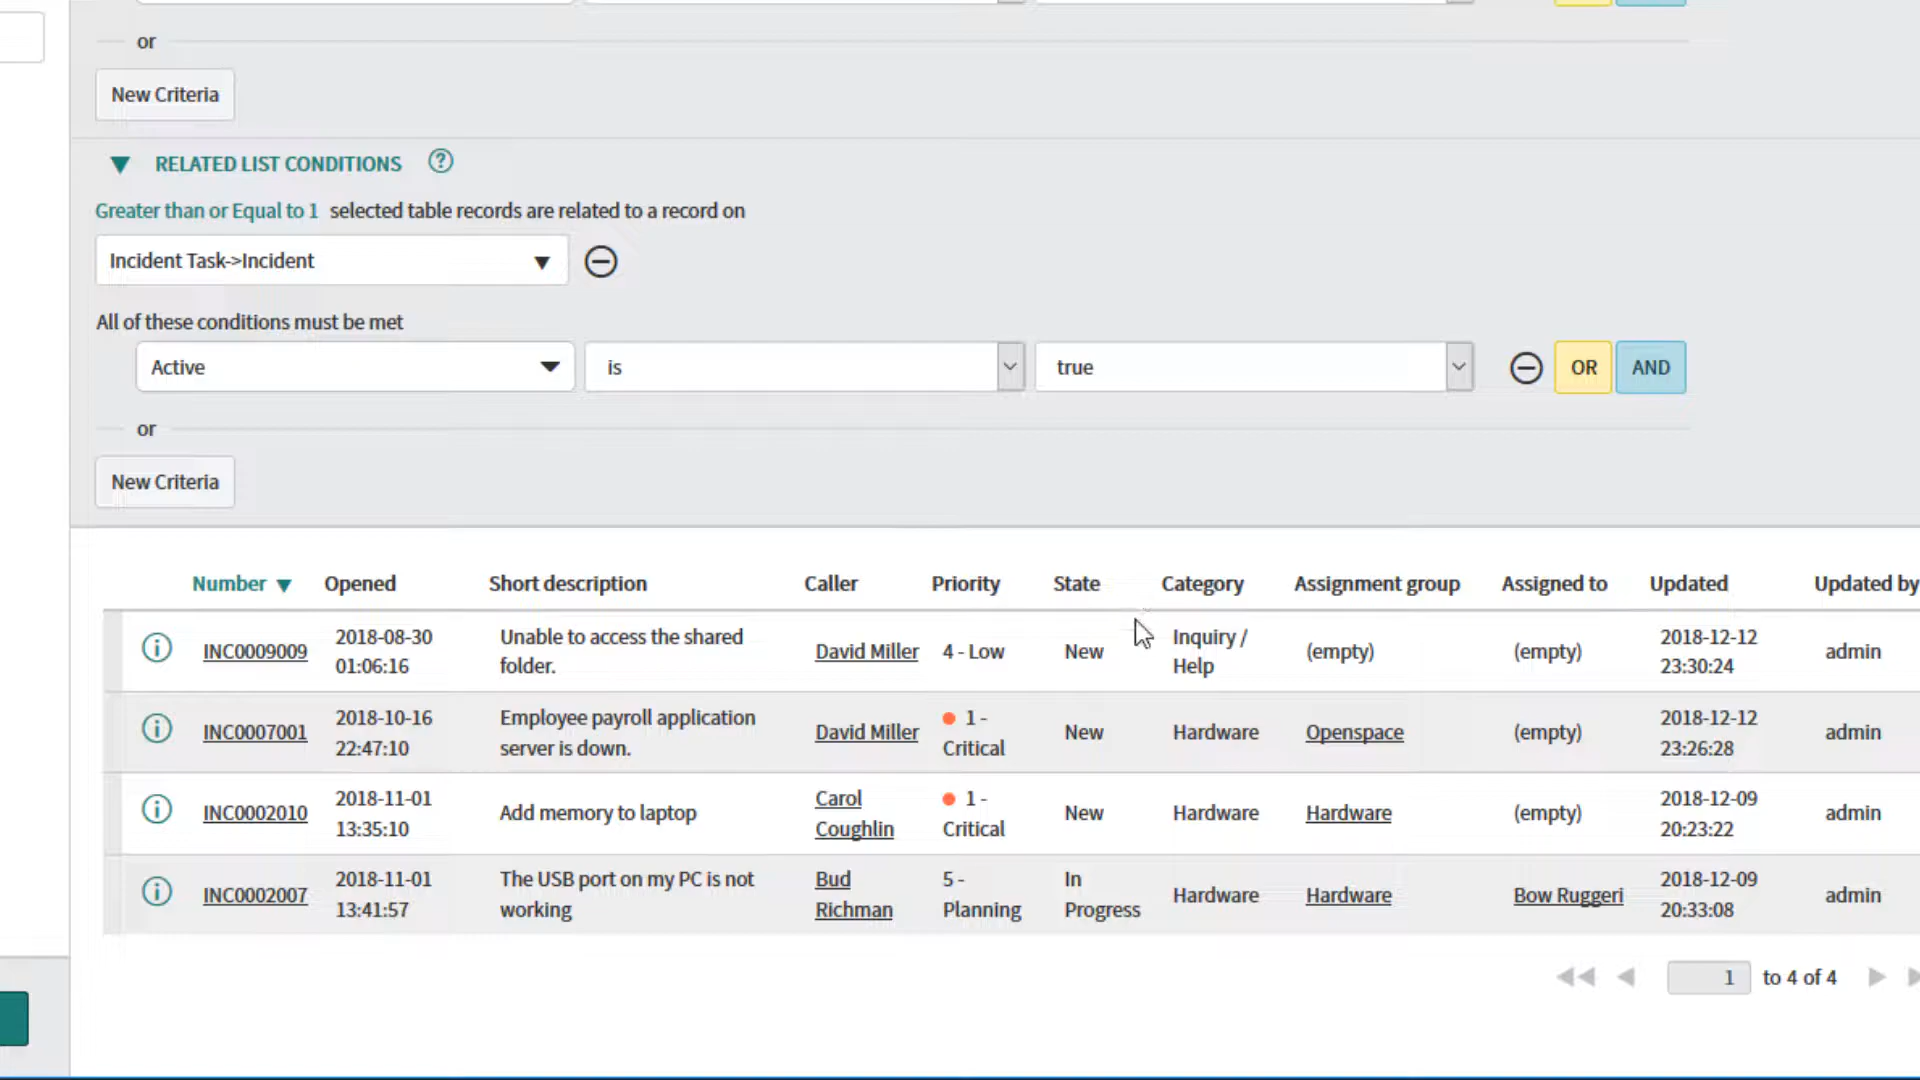 or
New Criteria
RELATED LIST CONDITIONS ?
Greater than or Equal to 1 selected table records are related to a record on
Incident Task->Incident
All of these conditions must be met
Active is true OR AND
or
New Criteria
Number Opened Short description Caller Priority State Category Assignment group Assigned to Updated Updated by
INC0009009 2018-08-30 01:06:16 Unable to access the shared folder. David Miller 4 - Low New Inquiry / Help (empty) (empty) 2018-12-12 23:30:24 admin
INC0007001 2018-10-16 22:47:10 Employee payroll application server is down. David Miller 1 - Critical New Hardware Openspace (empty) 2018-12-12 23:26:28 admin
INC0002010 2018-11-01 13:35:10 Add memory to laptop Carol Coughlin 1 - Critical New Hardware Hardware (empty) 2018-12-09 20:23:22 admin
INC0002007 2018-11-01 13:41:57 The USB port on my PC is not working Bud Richman 5 - Planning In Progress Hardware Hardware Bow Ruggeri 2018-12-09 20:33:08 admin
1 to 4 of 4